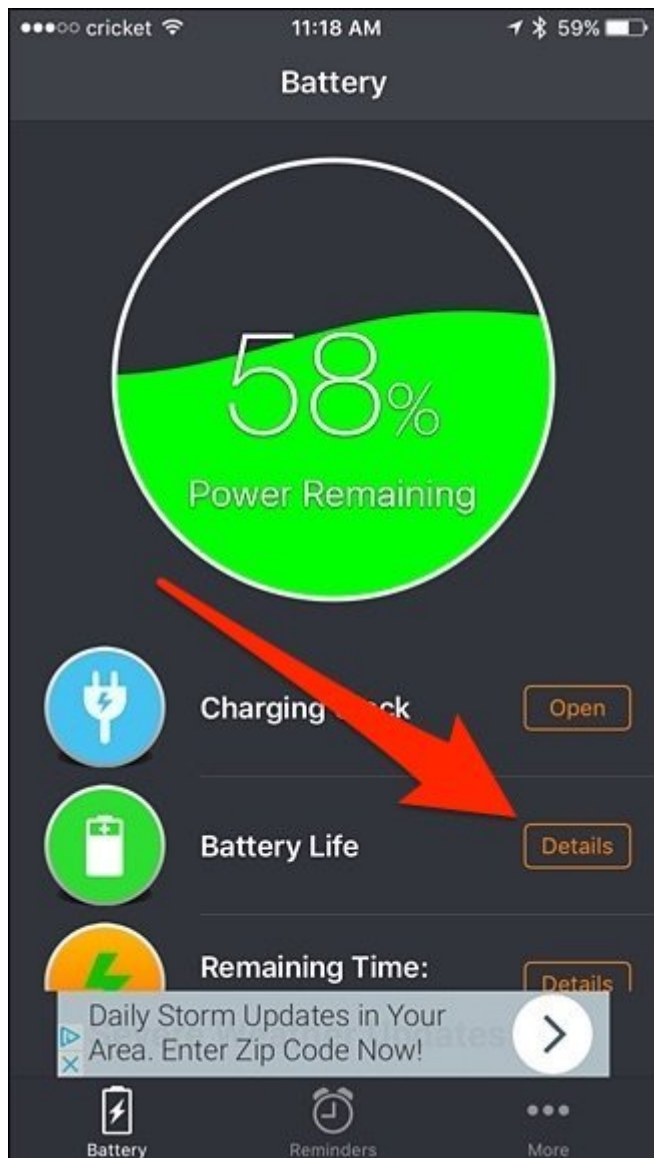 cricket 11:18 AM 59%
Battery
58%
Power Remaining
Open
Battery Life Details
Remaining Time: Details
Daily Storm Updates in Your
Area. Enter Zip Code Now!
Battery Reminders More